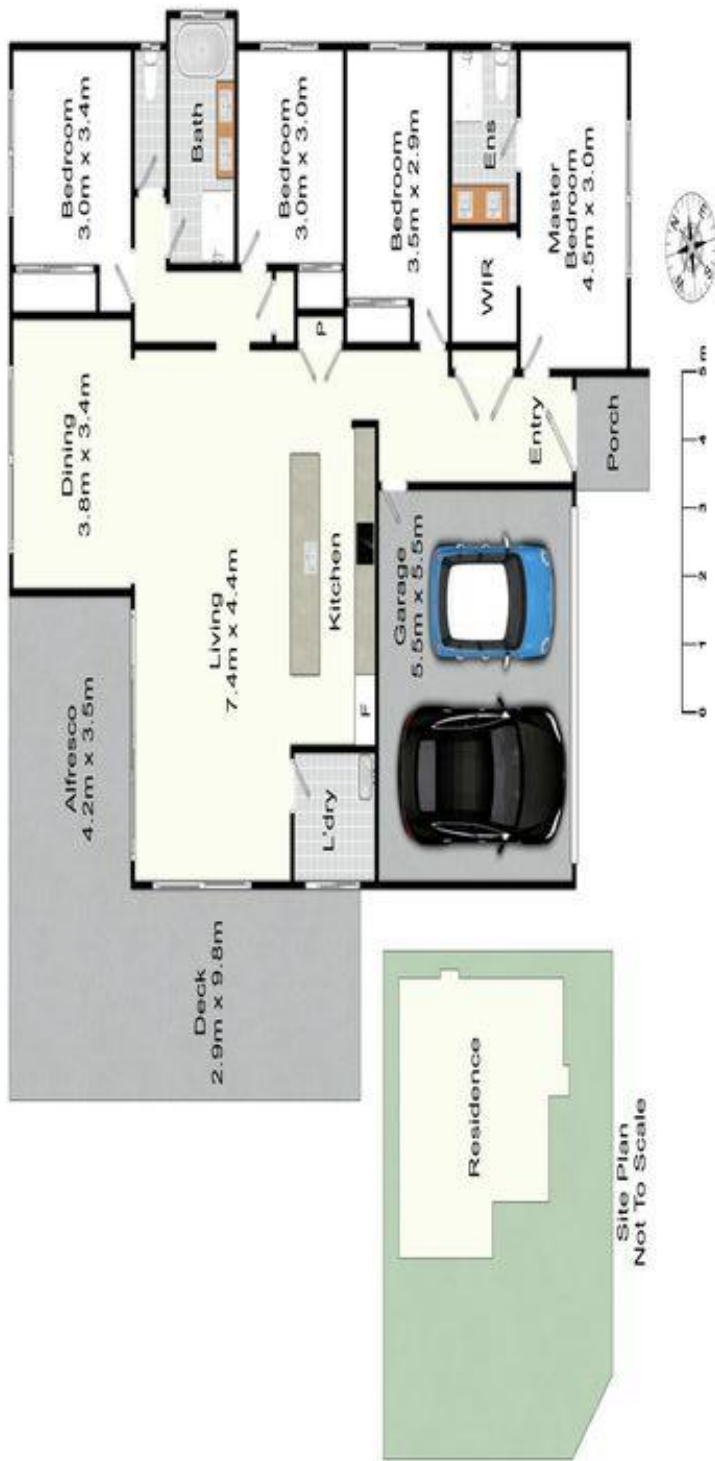 Bedroom
3.0m x 3.4m
Bath
Bedroom
3.0m x 3.0m
Bedroom
3.5m x 2.9m
Ens
Master
Bedroom
4.5m x 3.0m
WIR
P
Dining
3.8m x 3.4m
Living
7.4m x 4.4m
Kitchen
F
L'dry
Entry
Porch
Garage
5.5m x 5.5m
Alfresco
4.2m x 3.5m
Deck
2.9m x 9.8m
0 1 2 3 4 5m
N
E
S
W
Residence
Site Plan
Not To Scale